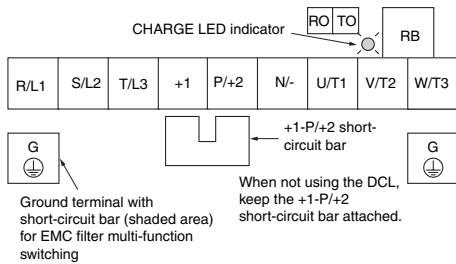 CHARGE LED indicator
RO TO
RB
R/L1 S/L2 T/L3 +1 P/+2 N/- U/T1 V/T2 W/T3
G
+1-P/+2 short-
circuit bar
G
Ground terminal with
short-circuit bar (shaded area)
for EMC filter multi-function
switching
When not using the DCL,
keep the +1-P/+2
short-circuit bar attached.